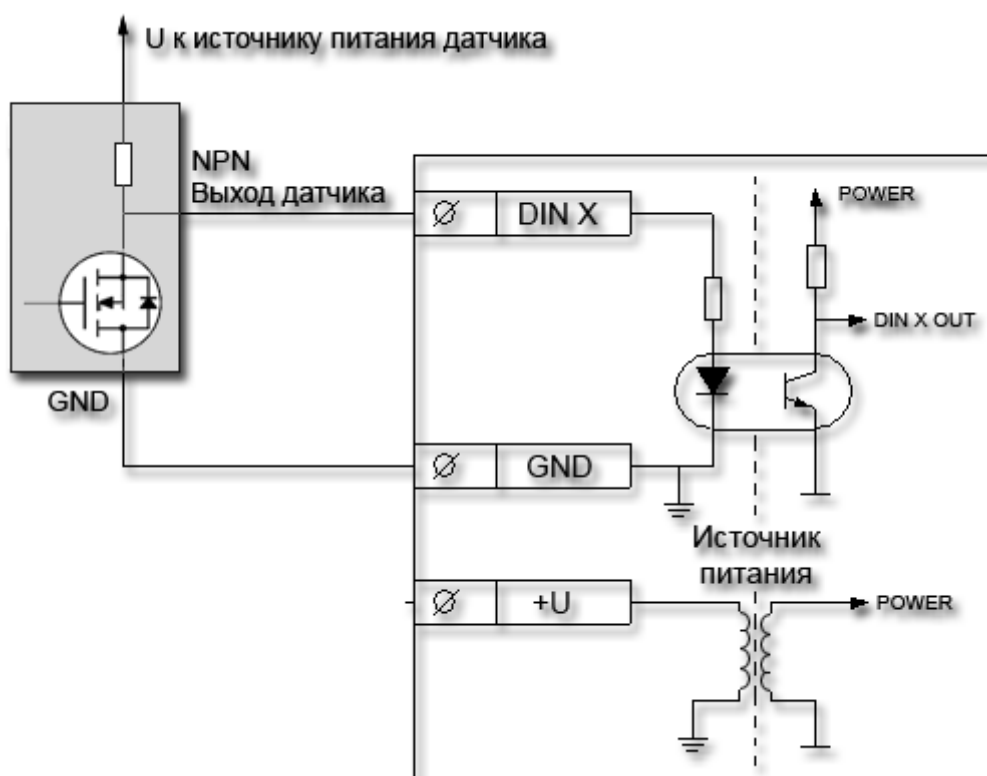 U к источнику питания датчика
NPN
Выход датчика
DIN X
POWER
DIN X OUT
GND
GND
Источник
питания
+U
POWER